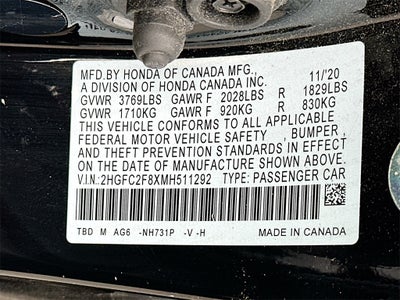 MFD.BY HONDA OF CANADA MFG., 11/'20
A DIVISION OF HONDA CANADA INC.
GVWR 3769LBS GAWR F 2028LBS R 1829LBS
GVWR 1710KG GAWR F 920KG R 830KG
THIS VEHICLE CONFORMS TO ALL APPLICABLE
FEDERAL MOTOR VEHICLE SAFETY , BUMPER ,
AND THEFT PREVENTION STANDARDS IN EFFECT
ON THE DATE OF MANUFACTURE SHOWN ABOVE.
V.I.N:2HGFC2F8XMH511292 TYPE: PASSENGER CAR
TBD M AG6 -NH731P -V -H MADE IN CANADA